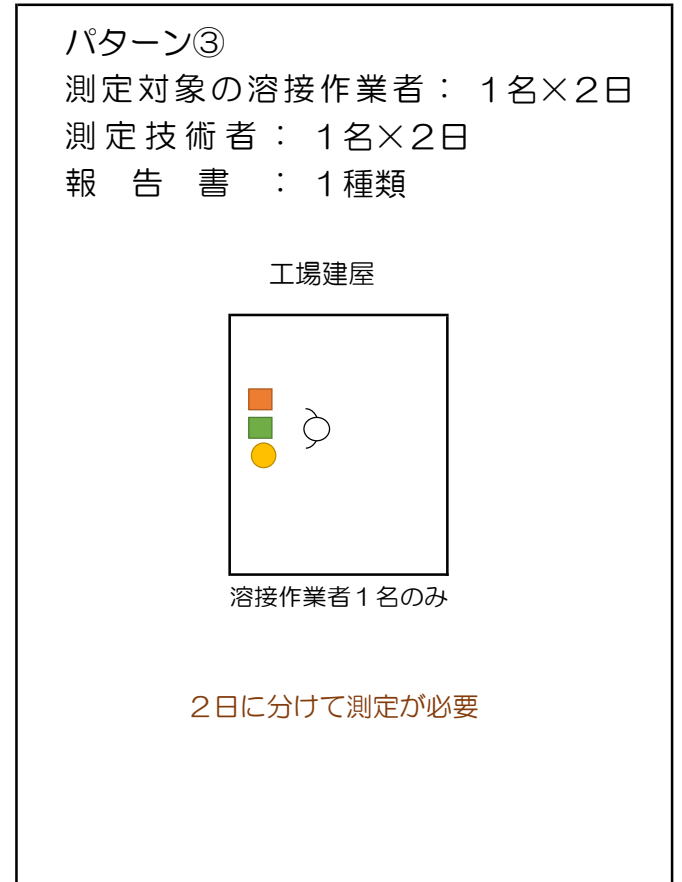 パターン③
測定対象の溶接作業者： １名×２日
測定技術者： １名×２日
報告書： １種類
工場建屋
溶接作業者１名のみ
２日に分けて測定が必要